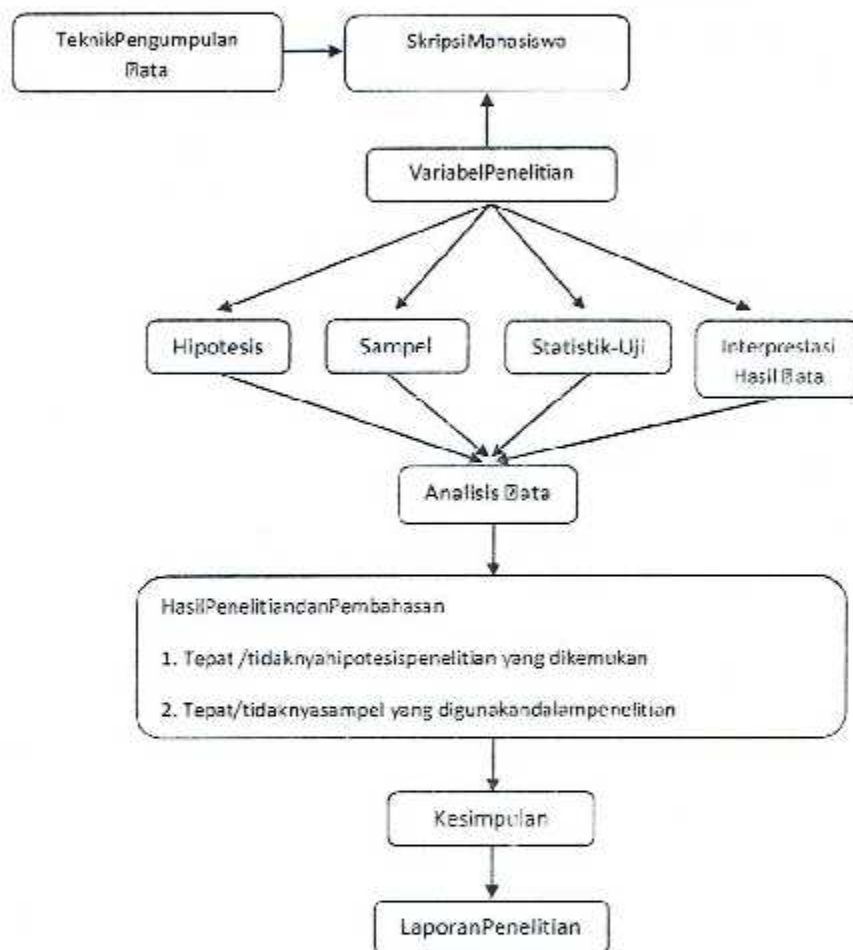 TeknikPengumpulan
Data
SkripsiMahasiswa
VariabelPenelitian
Hipotesis
Sampel
Statistik-Uji
Interprestasi
Hasil Data
Analisis Data
HasilPenelitiandanPembahasan
1. Tepat /tidaknyahipotesispenelitian yang dikemukan
2. Tepat/tidaknyasampel yang digunakandalampenelitian
Kesimpulan
LaporanPenelitian